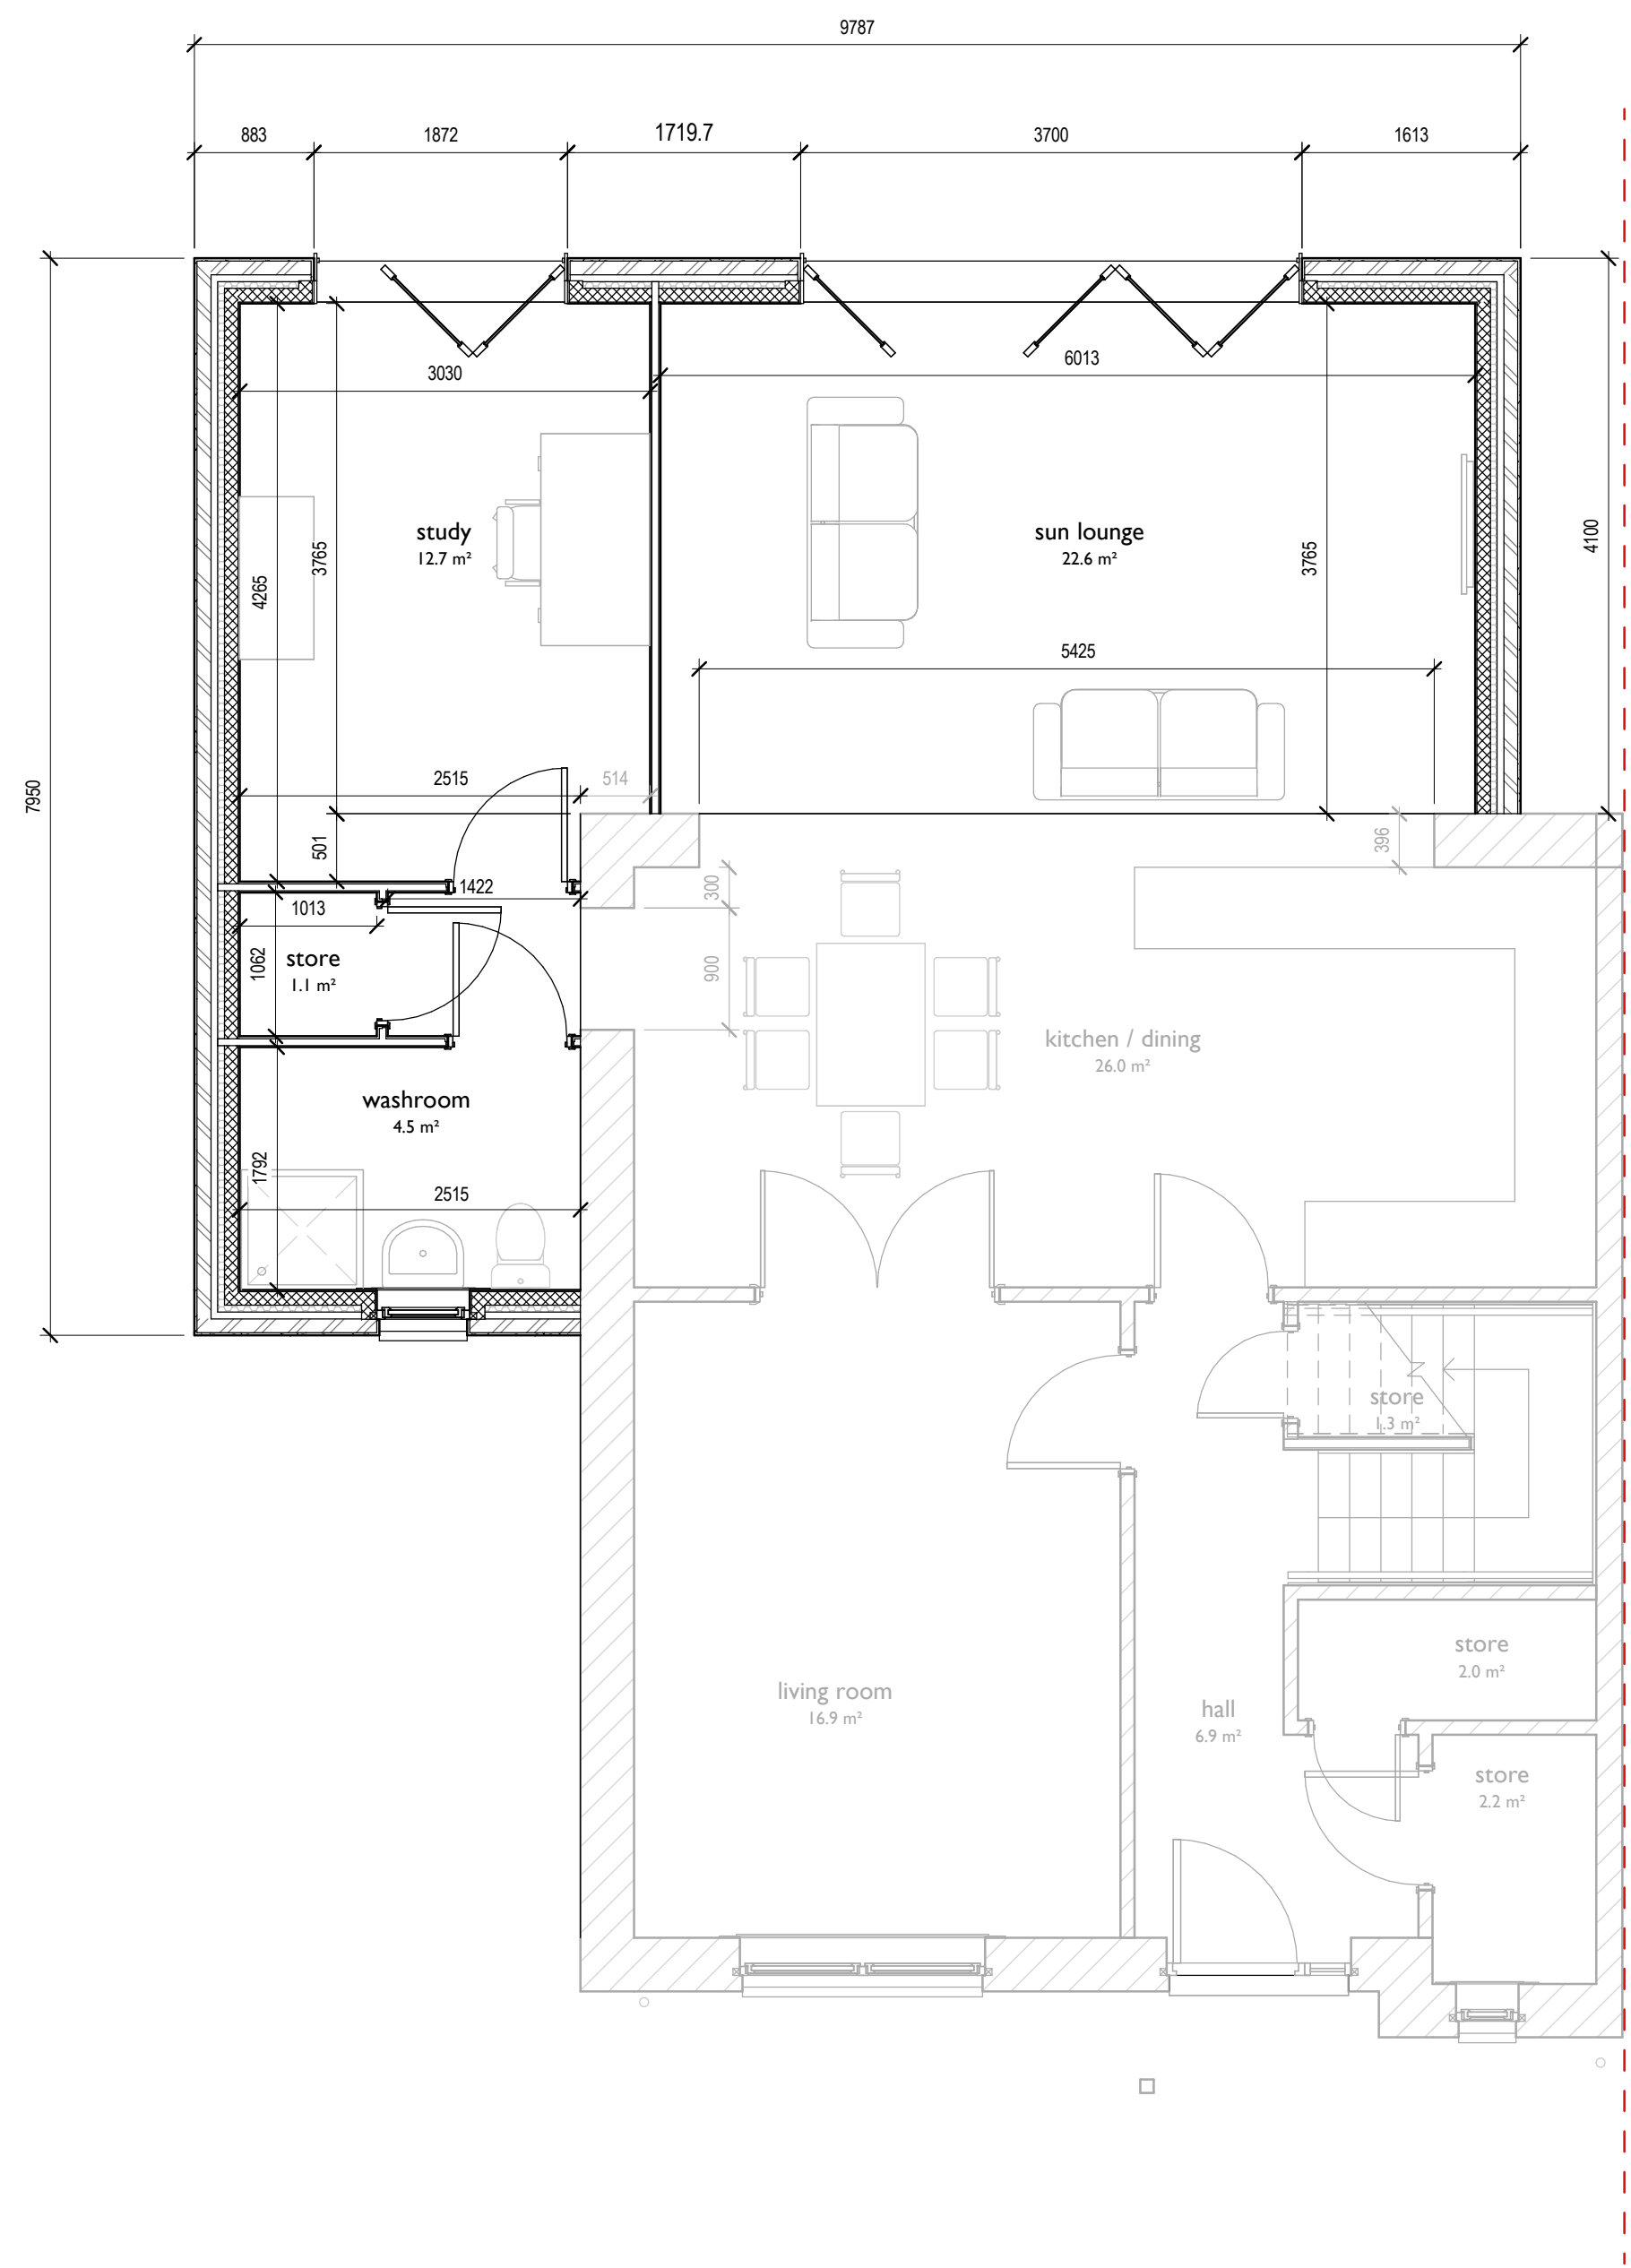 9787
883
1872
1719.7
3700
1613
3030
6013
study
12.7 m²
sun lounge
22.6 m²
4265
3765
3765
4100
5425
7950
2515
514
501
396
1422
300
1013
store
1.1 m²
1062
900
kitchen / dining
26.0 m²
washroom
4.5 m²
1792
2515
store
1.3 m²
store
2.0 m²
living room
16.9 m²
hall
6.9 m²
store
2.2 m²